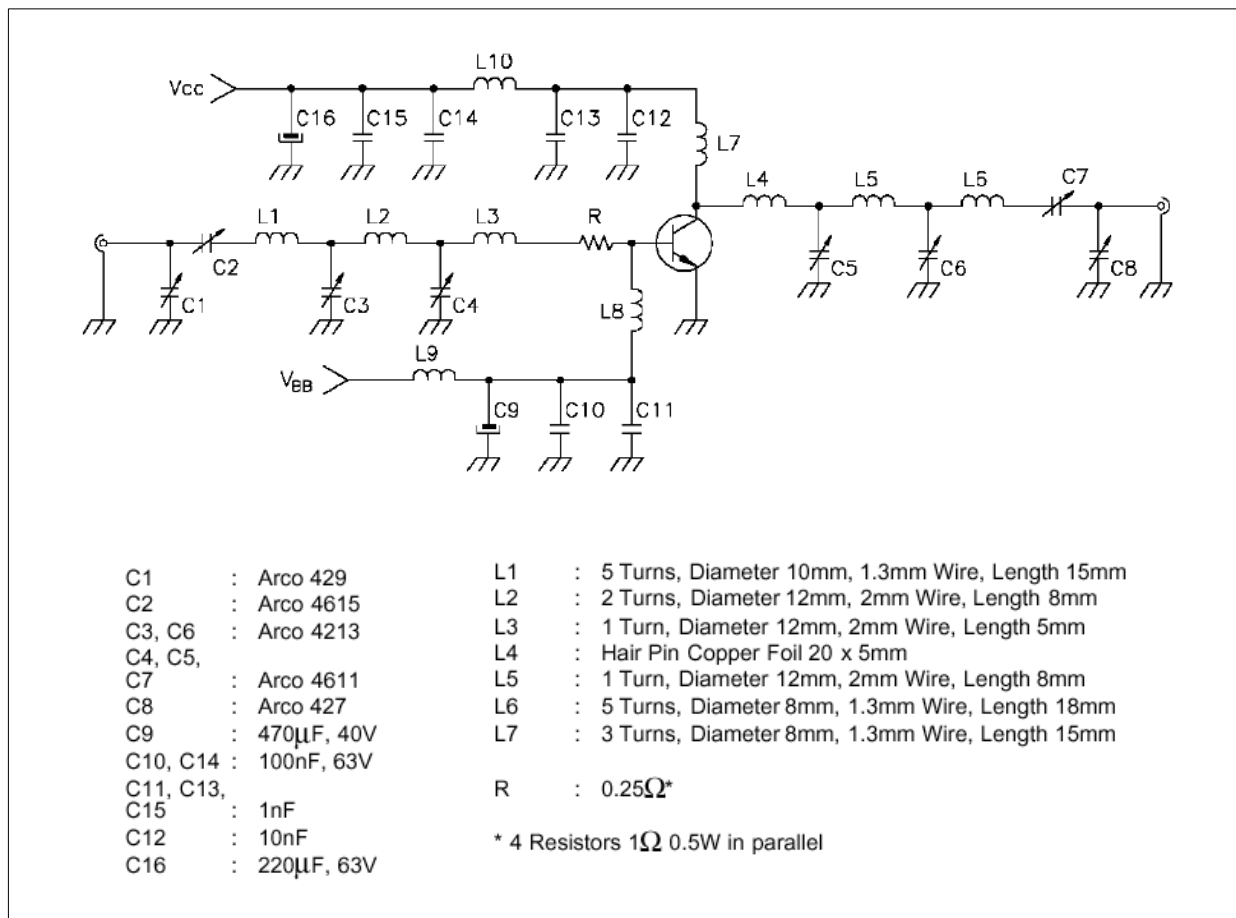 L10
Vcc
C16
C15
C14
C13
C12
L7
L4
L5
L6
C7
L1
L2
L3
R
C2
C1
C3
C4
C5
C6
C8
L8
L9
VBB
C9
C10
C11
C1 : Arco 429
C2 : Arco 4615
C3, C6 : Arco 4213
C4, C5,
C7 : Arco 4611
C8 : Arco 427
C9 : 470µF, 40V
C10, C14 : 100nF, 63V
C11, C13,
C15 : 1nF
C12 : 10nF
C16 : 220µF, 63V
L1 : 5 Turns, Diameter 10mm, 1.3mm Wire, Length 15mm
L2 : 2 Turns, Diameter 12mm, 2mm Wire, Length 8mm
L3 : 1 Turn, Diameter 12mm, 2mm Wire, Length 5mm
L4 : Hair Pin Copper Foil 20 x 5mm
L5 : 1 Turn, Diameter 12mm, 2mm Wire, Length 8mm
L6 : 5 Turns, Diameter 8mm, 1.3mm Wire, Length 18mm
L7 : 3 Turns, Diameter 8mm, 1.3mm Wire, Length 15mm
R : 0.25Ω*
* 4 Resistors 1Ω 0.5W in parallel